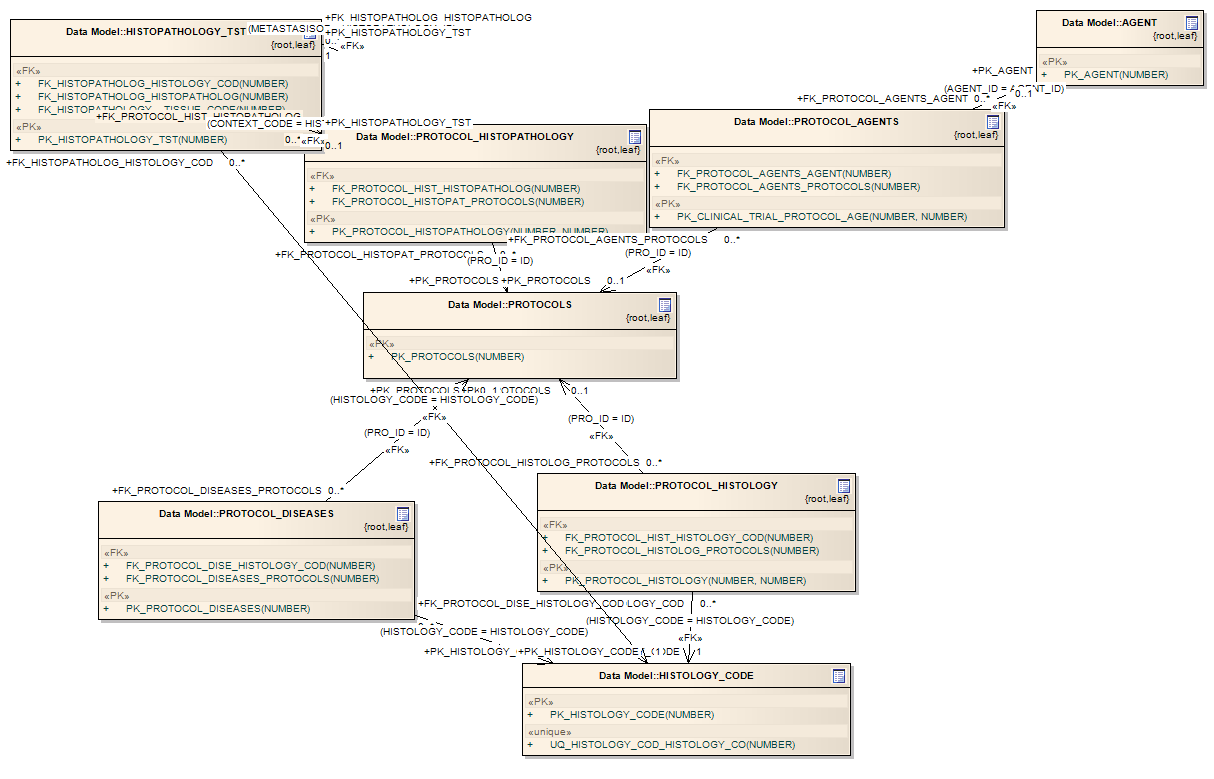 +FK_HISTOPATHOLOG_HISTOPATHOLOG
Data Model::HISTOPATHOLOGY_TST
(METASTASISO
+PK_HISTOPATHOLOGY_TST
{root,leaf}
0..
«FK»
1
«FK»
+ FK_HISTOPATHOLOG_HISTOLOGY_COD(NUMBER)
+ FK_HISTOPATHOLOG_HISTOPATHOLOG(NUMBER)
+ FK_HISTOPATHOLOGY__TISSUE_CODE(NUMBER)
+FK_PROTOCOL_HIST_HISTOPATHOLOG
«PK»
(CONTEXT_CODE = HIS
+PK_HISTOPATHOLOGY_TST
+ PK_HISTOPATHOLOGY_TST(NUMBER)
0..*
«FK»
0..1
+FK_HISTOPATHOLOG_HISTOLOGY_COD 0..*
Data Model::AGENT
{root,leaf}
«PK»
+ PK_AGENT(NUMBER)
+PK_AGENT
(AGENT_ID = AGENT_ID)
0..1
+FK_PROTOCOL_AGENTS_AGENT 0..*
«FK»
Data Model::PROTOCOL_HISTOPATHOLOGY
{root,leaf}
«FK»
+ FK_PROTOCOL_HIST_HISTOPATHOLOG(NUMBER)
+ FK_PROTOCOL_HISTOPAT_PROTOCOLS(NUMBER)
«PK»
+ PK_PROTOCOL_HISTOPATHOLOGY(NUMBER, NUMBER)
Data Model::PROTOCOL_AGENTS
{root,leaf}
«FK»
+ FK_PROTOCOL_AGENTS_AGENT(NUMBER)
+ FK_PROTOCOL_AGENTS_PROTOCOLS(NUMBER)
«PK»
+ PK_CLINICAL_TRIAL_PROTOCOL_AGE(NUMBER, NUMBER)
+FK_PROTOCOL_AGENTS_PROTOCOLS 0..*
+FK_PROTOCOL_HISTOPAT_PROTOCOLS 0..*
(PRO_ID = ID)
(PRO_ID = ID)
«FK»
+PK_PROTOCOLS +PK_PROTOCOLS 0..1
Data Model::PROTOCOLS
{root,leaf}
«PK»
+ PK_PROTOCOLS(NUMBER)
+PK_PROTOCOLS
0..1
OTOCOLS
0..1
(HISTOLOGY_CODE = HISTOLOGY_CODE)
«FK»
(PRO_ID = ID)
(PRO_ID = ID)
«FK»
«FK»
+FK_PROTOCOL_HISTOLOG_PROTOCOLS 0..*
+FK_PROTOCOL_DISEASES_PROTOCOLS 0..*
Data Model::PROTOCOL_DISEASES
{root,leaf}
«FK»
+ FK_PROTOCOL_DISE_HISTOLOGY_COD(NUMBER)
+ FK_PROTOCOL_DISEASES_PROTOCOLS(NUMBER)
«PK»
+ PK_PROTOCOL_DISEASES(NUMBER)
Data Model::PROTOCOL_HISTOLOGY
{root,leaf}
«FK»
+ FK_PROTOCOL_HIST_HISTOLOGY_COD(NUMBER)
+ FK_PROTOCOL_HISTOLOG_PROTOCOLS(NUMBER)
«PK»
+ PK_PROTOCOL_HISTOLOGY(NUMBER, NUMBER)
+FK_PROTOCOL_DISE_HISTOLOGY_COD LOGY_COD 0..*
(HISTOLOGY_CODE = HISTOLOGY_CODE)
(HISTOLOGY_CODE = HISTOLOGY_CODE)
«FK»
+PK_HISTOLOGY_ +PK_HISTOLOGY_CODE
1
Data Model::HISTOLOGY_CODE
«PK»
+ PK_HISTOLOGY_CODE(NUMBER)
«unique»
+ UQ_HISTOLOGY_COD_HISTOLOGY_CO(NUMBER)